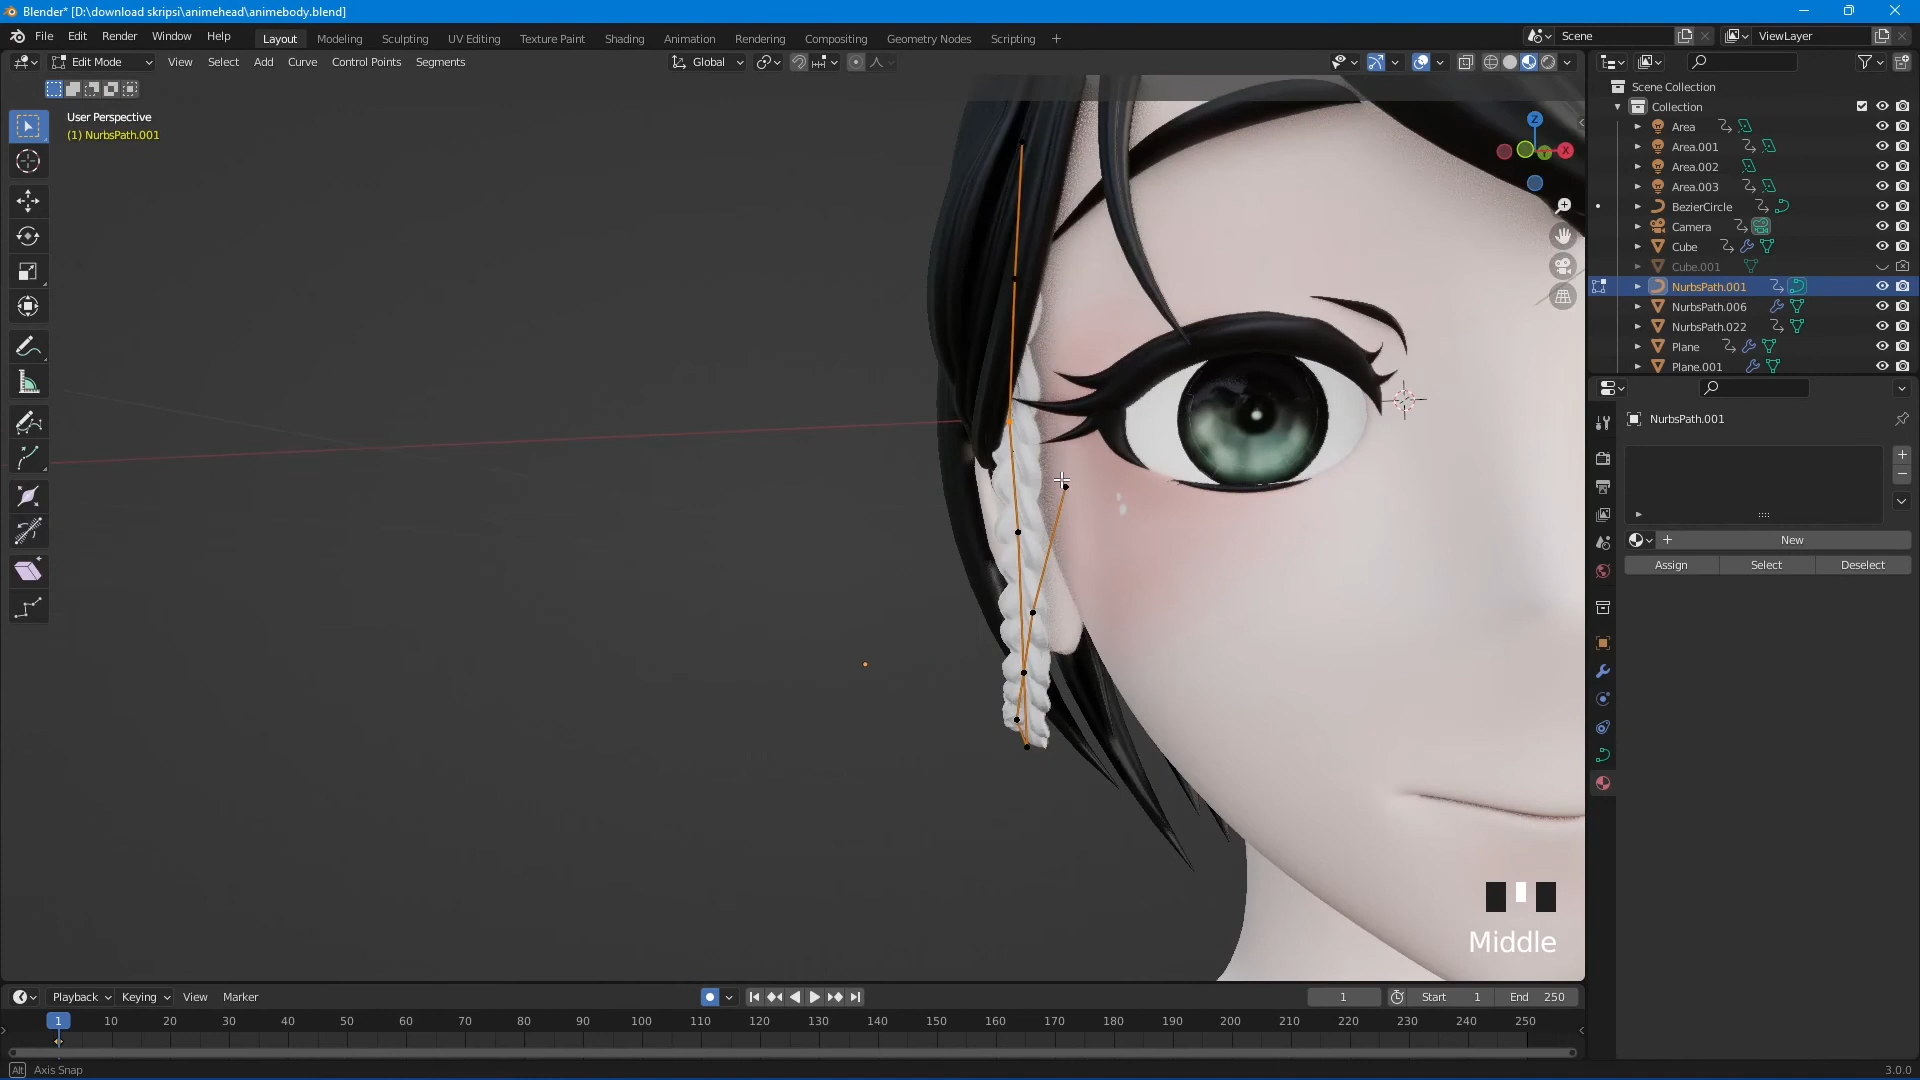 Blender* [D:\download skripsi\animehead\animebody.blend]
File Edit Render Window Help Layout Modeling Sculpting UV Editing Texture Paint Shading Animation Rendering Compositing Geometry Nodes Scripting + Scene ViewLayer
Edit Mode View Select Add Curve Control Points Segments Global
User Perspective
(1) NurbsPath.001
Z
X
Scene Collection
Collection
Area
Area.001
Area.002
Area.003
BezierCircle
Camera
Cube
Cube.001
NurbsPath.001
NurbsPath.006
NurbsPath.022
Plane
Plane.001
NurbsPath.001
New
Assign Select Deselect
Middle
Playback Keying View Marker 1 Start 1 End 250
1 10 20 30 40 50 60 70 80 90 100 110 120 130 140 150 160 170 180 190 200 210 220 230 240 250
Alt Axis Snap 3.0.0